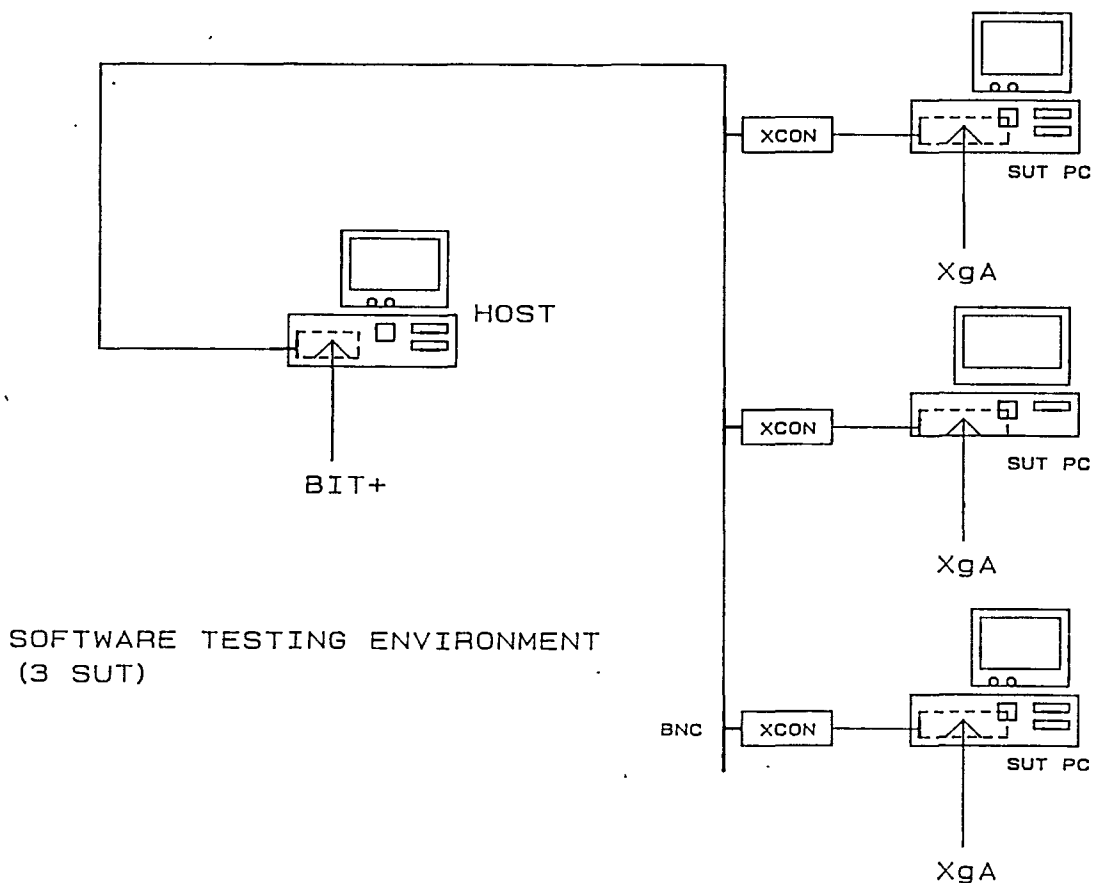 XCON
SUT PC
XgA
HOST
BIT+
XCON
SUT PC
XgA
SOFTWARE TESTING ENVIRONMENT
(3 SUT)
BNC
XCON
SUT PC
XgA